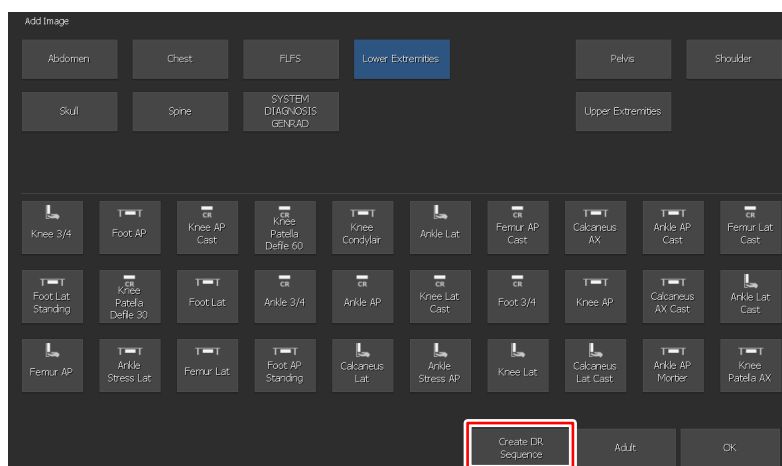 Add Image
Abdomen
Chest
FLFS
Lower Extremities
Pelvis
Shoulder
Skull
Spine
SYSTEM
DIAGNOSIS
GENRAD
Upper Extremities
Knee 3/4
Foot AP
CR
Knee AP
Cast
CR
Knee
Patella
Defile 60
Knee
Condylair
Ankle Lat
CR
Femur AP
Cast
Calcaneus
AX
Ankle AP
Cast
CR
Femur Lat
Cast
Foot Lat
Standing
CR
Knee
Patella
Defile 30
Foot Lat
CR
Ankle 3/4
CR
Ankle AP
CR
Knee Lat
Cast
CR
Foot 3/4
Knee AP
Calcaneus
AX Cast
Ankle Lat
Cast
Femur AP
Ankle
Stress Lat
Femur Lat
Foot AP
Standing
Calcaneus
Lat
Ankle
Stress AP
Knee Lat
Calcaneus
Lat Cast
Ankle AP
Mortier
Knee
Patella AX
Create DR
Sequence
Adult
OK